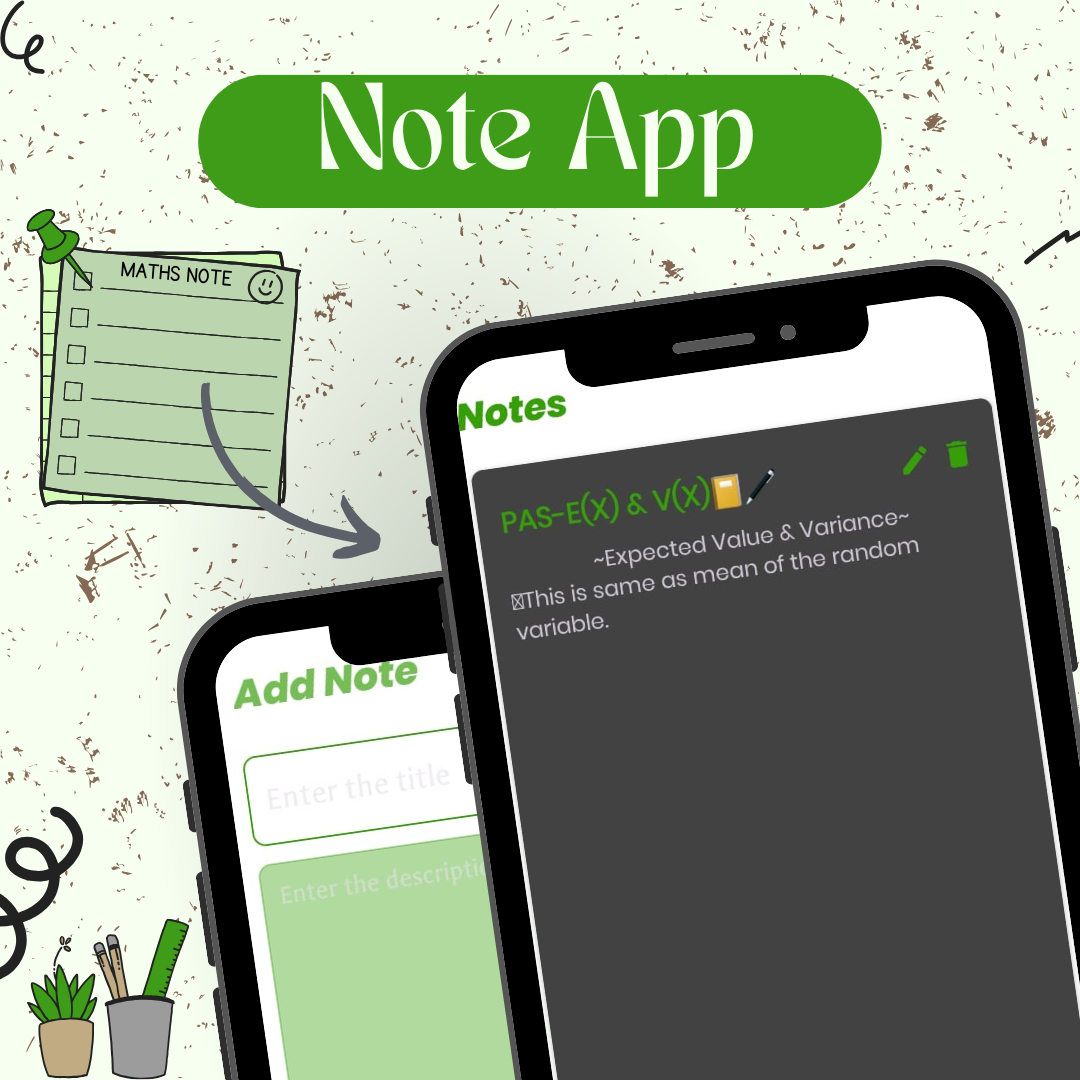 Note App
MATHS NOTE
Notes
PAS-E(X) & V(X)📔🖊️
~Expected Value & Variance~
This is same as mean of the random
variable.
Add Note
Enter the title
Enter the